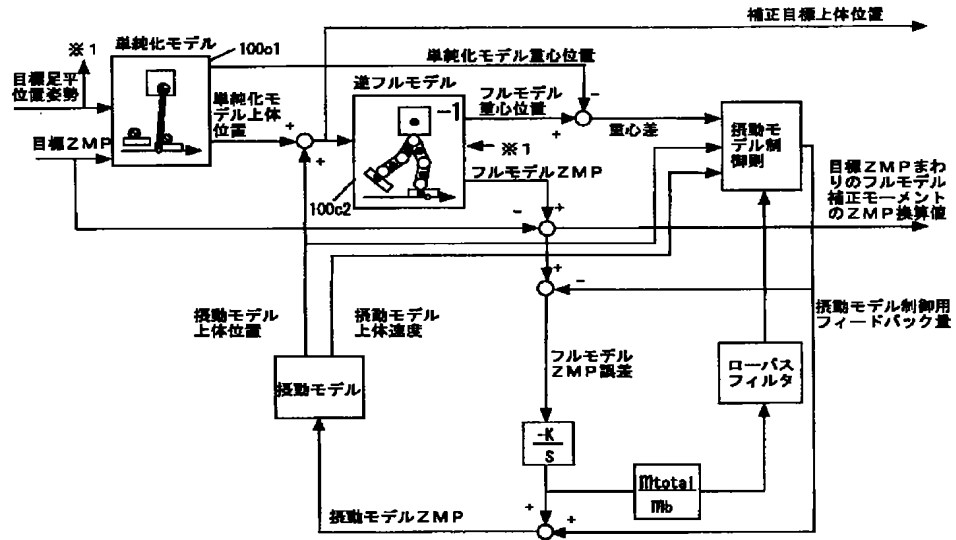 補正目標上体位置
※1
単純化モデル
100c1
単純化モデル重心位置
目標足平
位置姿勢
単純化モ
デル上体
位置
逆フルモデル
フルモデル
重心位置
-1
重心差
摂動モ
デル制
御則
目標ZMP
※1
フルモデルZMP
100c2
目標ZMPまわ
りのフルモデル
補正モーメント
のZMP換算値
摂動モデル
上体位置
摂動モデル
上体速度
摂動モデル制御用
フィードバック量
フルモデル
ZMP誤差
ローパス
フィルタ
摂動モデル
-K
S
mtotal
mb
摂動モデルZMP
+
+
-
+
-
+
+
-
+
+